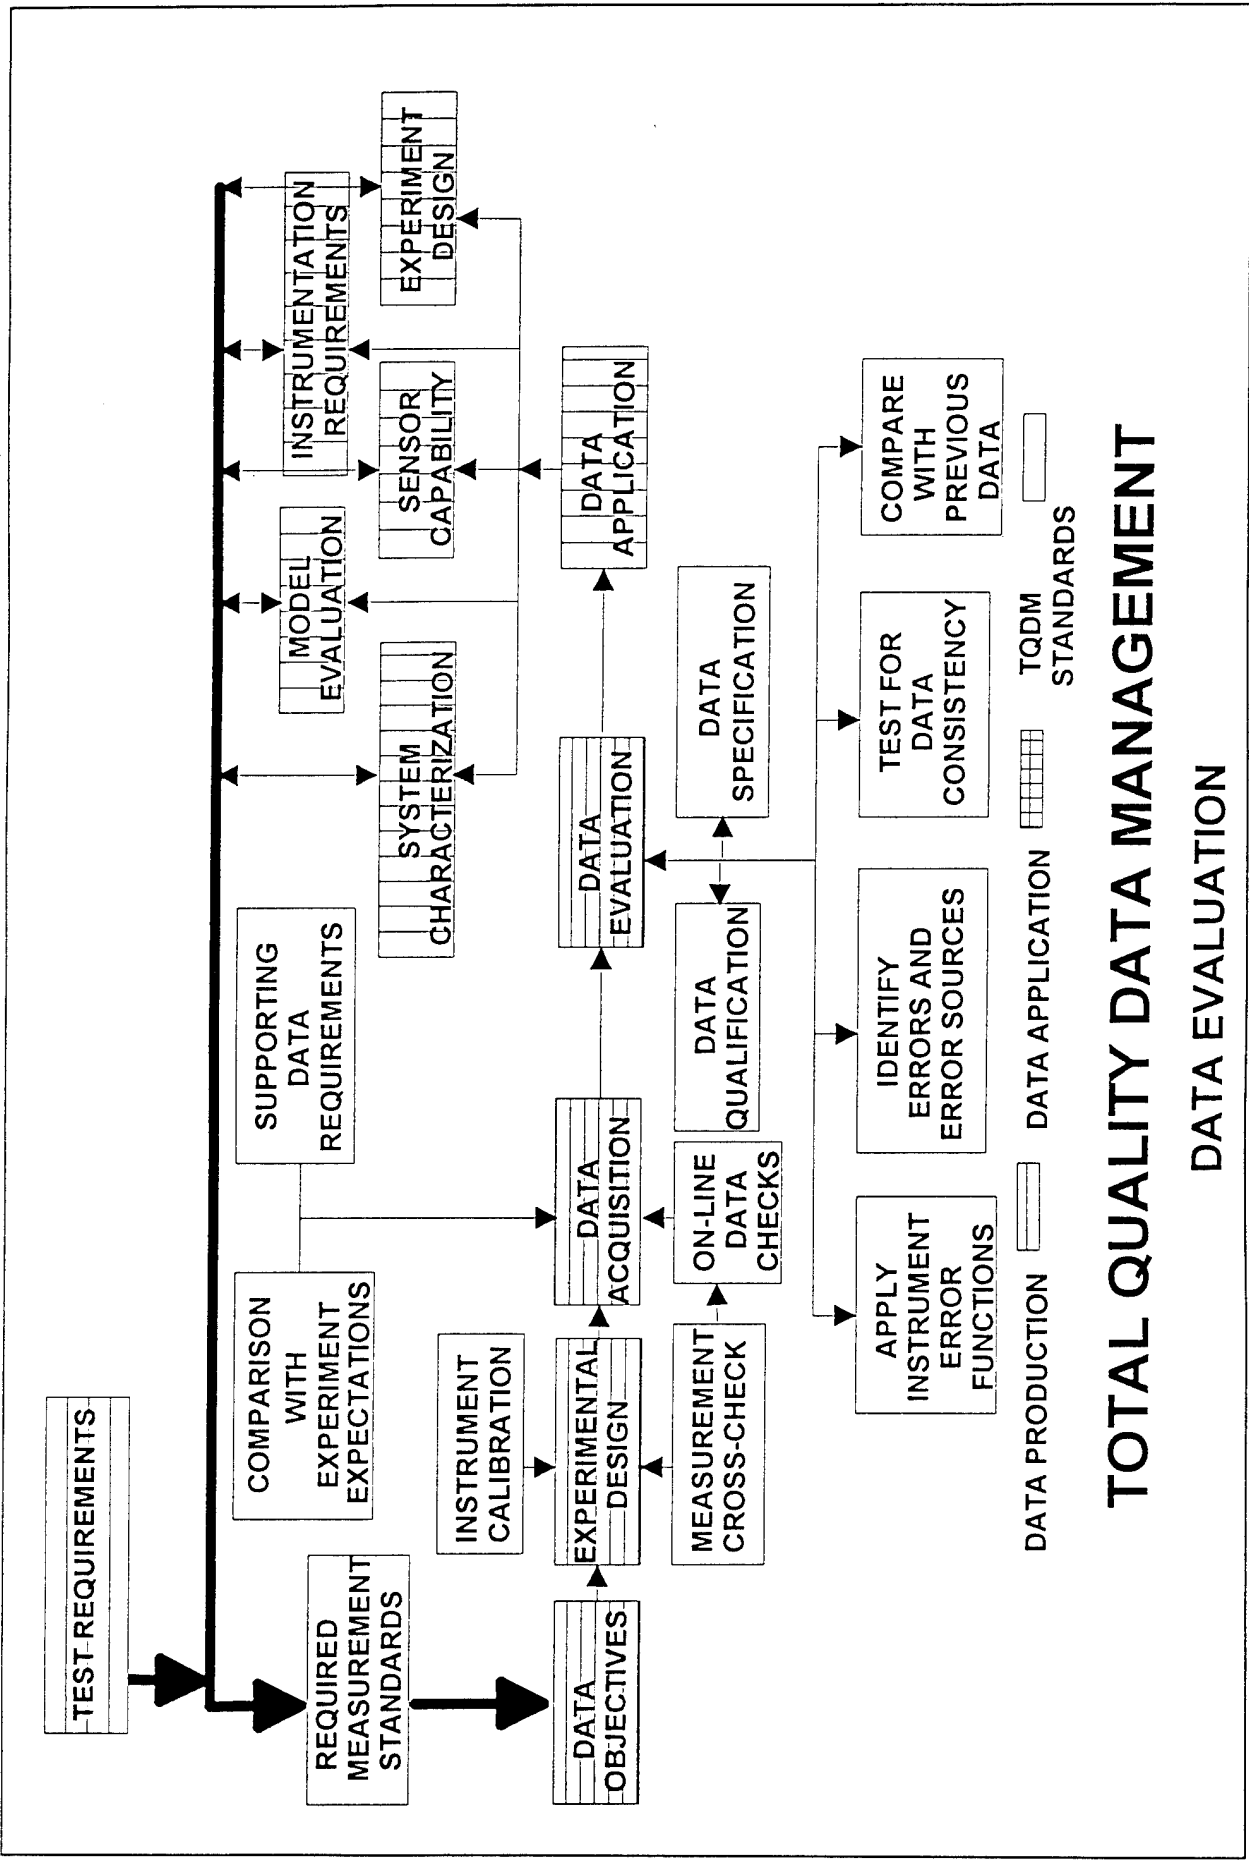 TEST REQUIREMENTS
REQUIRED
MEASUREMENT
STANDARDS
COMPARISON
WITH
EXPERIMENT
EXPECTATIONS
SUPPORTING
DATA
REQUIREMENTS
MODEL
EVALUATION
INSTRUMENTATION
REQUIREMENTS
SYSTEM
CHARACTERIZATION
SENSOR
CAPABILITY
EXPERIMENT
DESIGN
INSTRUMENT
CALIBRATION
DATA
OBJECTIVES
EXPERIMENTAL
DESIGN
DATA
ACQUISITION
DATA
EVALUATION
DATA
APPLICATION
MEASUREMENT
CROSS-CHECK
ON-LINE
DATA
CHECKS
DATA
QUALIFICATION
DATA
SPECIFICATION
APPLY
INSTRUMENT
ERROR
FUNCTIONS
IDENTIFY
ERRORS AND
ERROR SOURCES
TEST FOR
DATA
CONSISTENCY
COMPARE
WITH
PREVIOUS
DATA
DATA PRODUCTION
DATA APPLICATION
TQDM
STANDARDS
TOTAL QUALITY DATA MANAGEMENT
DATA EVALUATION